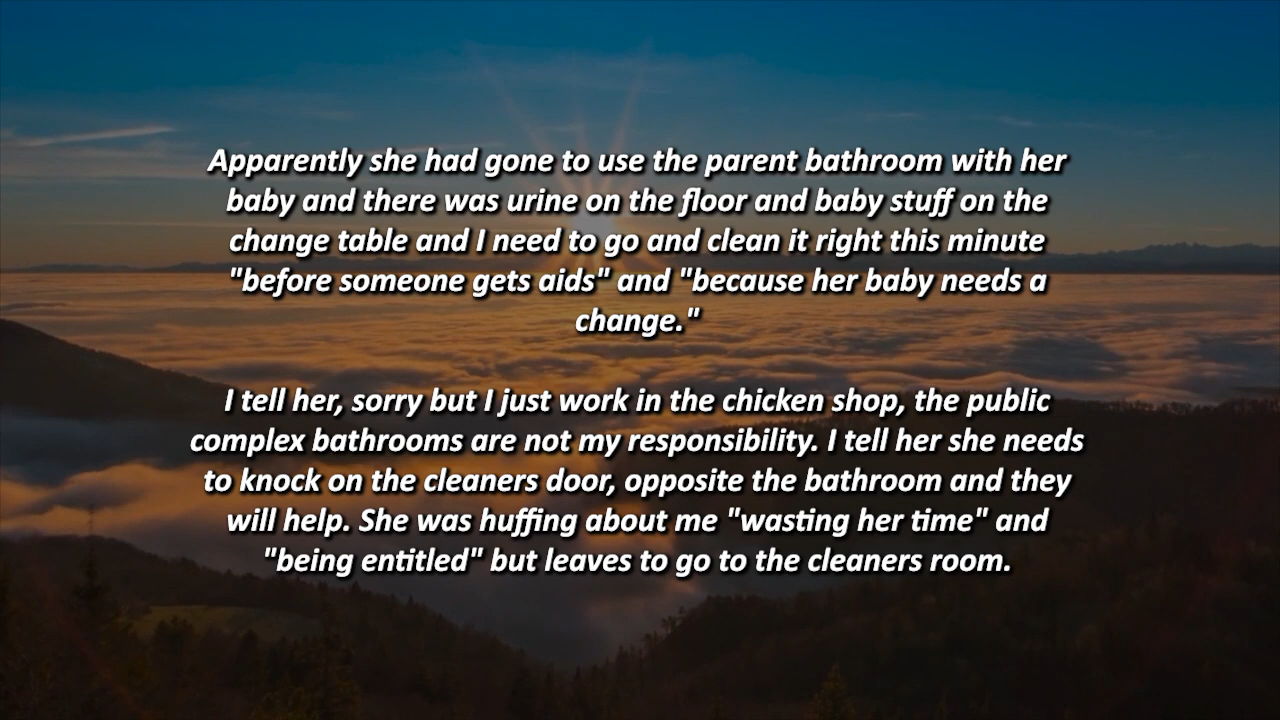 Apparently she had gone to use the parent bathroom with her
baby and there was urine on the floor and baby stuff on the
change table and I need to go and clean it right this minute
"before someone gets aids" and "because her baby needs a
change."
I tell her, sorry but I just work in the chicken shop, the public
complex bathrooms are not my responsibility. I tell her she needs
to knock on the cleaners door, opposite the bathroom and they
will help. She was huffing about me "wasting her time" and
"being entitled" but leaves to go to the cleaners room.